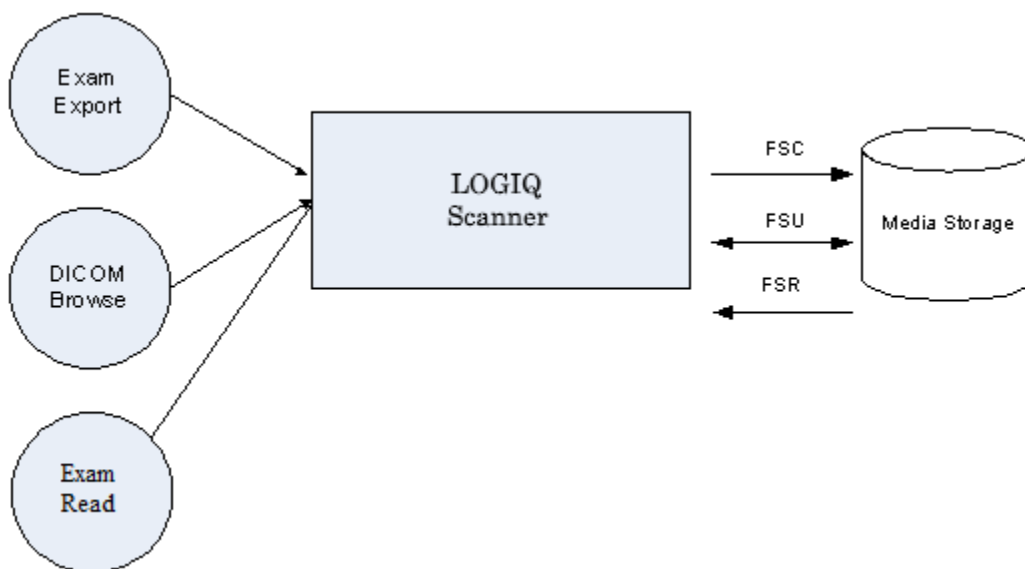 Exam
Export
DICOM
Browse
Exam
Read
LOGIQ
Scanner
FSC
FSU
FSR
Media Storage